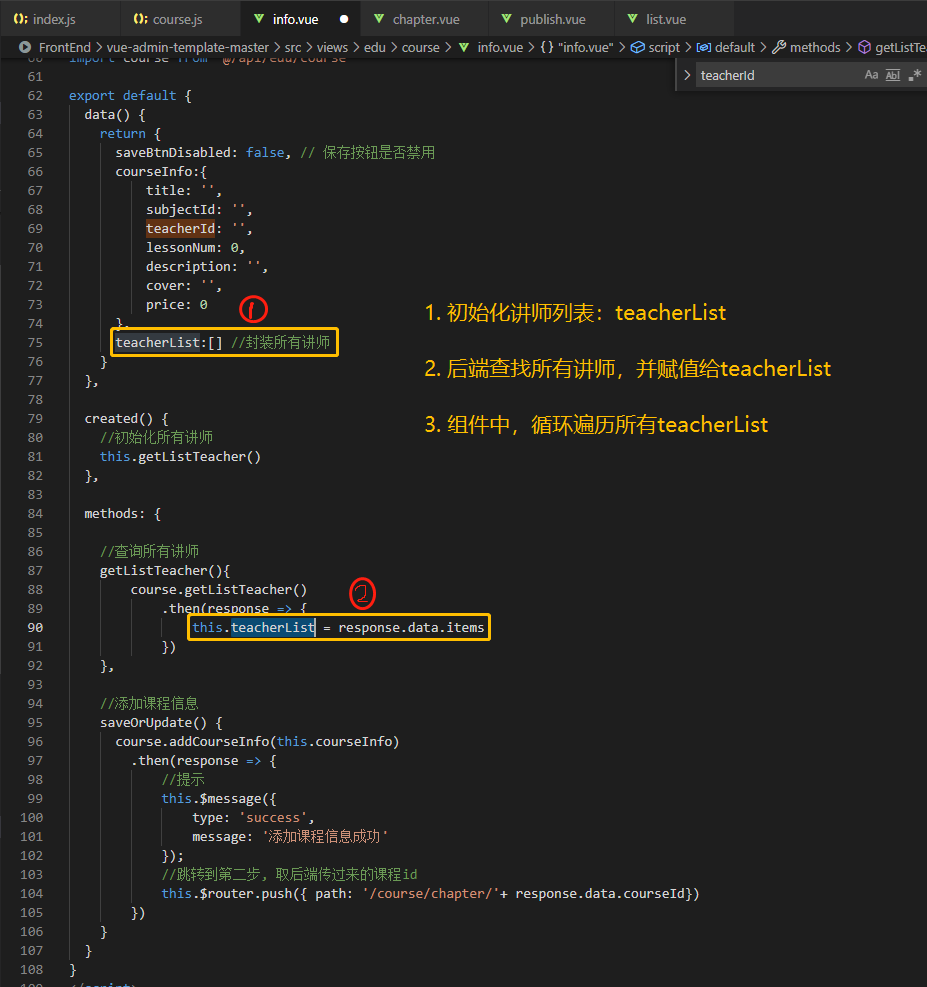 index.js course.js info.vue chapter.vue publish.vue list.vue
FrontEnd > vue-admin-template-master > src > views > edu > course > info.vue > {} "info.vue" > script > default > methods > getListTe
60 import course from '@/api/edu/course'
teacherId Aa Abl .*
61
62 export default {
63 data() {
64 return {
65 saveBtnDisabled: false, // 保存按钮是否禁用
66 courseInfo:{
67 title: '',
68 subjectId: '',
69 teacherId: '',
70 lessonNum: 0,
71 description: '',
72 cover: '',
73 price: 0
1
1. 初始化讲师列表：teacherList
74 },
75 teacherList:[] //封装所有讲师
76 }
2. 后端查找所有讲师，并赋值给teacherList
77 },
78
79 created() {
3. 组件中，循环遍历所有teacherList
80 //初始化所有讲师
81 this.getListTeacher()
82 },
83
84 methods: {
85
86 //查询所有讲师
87 getListTeacher(){
88 course.getListTeacher()
2
89 .then(response => {
90 this.teacherList = response.data.items
91 })
92 },
93
94 //添加课程信息
95 saveOrUpdate() {
96 course.addCourseInfo(this.courseInfo)
97 .then(response => {
98 //提示
99 this.$message({
100 type: 'success',
101 message: '添加课程信息成功'
102 });
103 //跳转到第二步, 取后端传过来的课程id
104 this.$router.push({ path: '/course/chapter/'+ response.data.courseId})
105 })
106 }
107 }
108 }